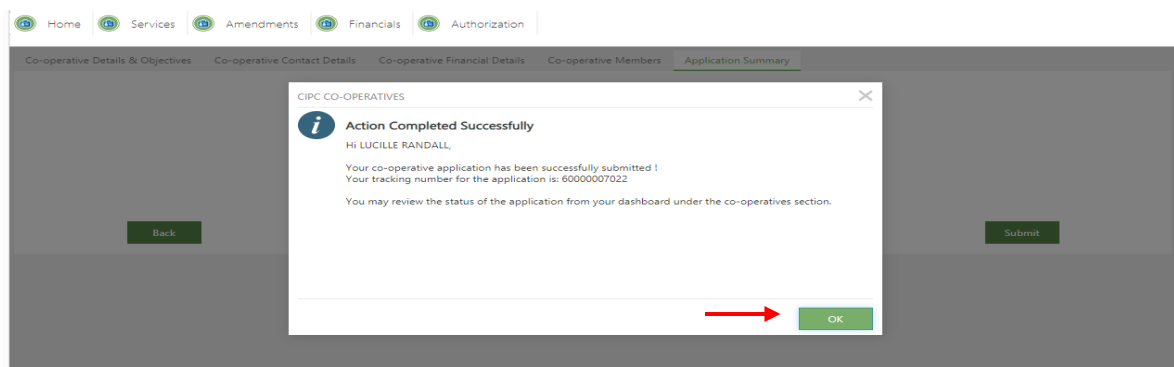 Home Services Amendments Financials Authorization
Co-operative Details & Objectives Co-operative Contact Details Co-operative Financial Details Co-operative Members Application Summary
CIPC CO-OPERATIVES
Action Completed Successfully
Hi LUCILLE RANDALL,
Your co-operative application has been successfully submitted !
Your tracking number for the application is: 60000007022
You may review the status of the application from your dashboard under the co-operatives section.
Back Submit
OK